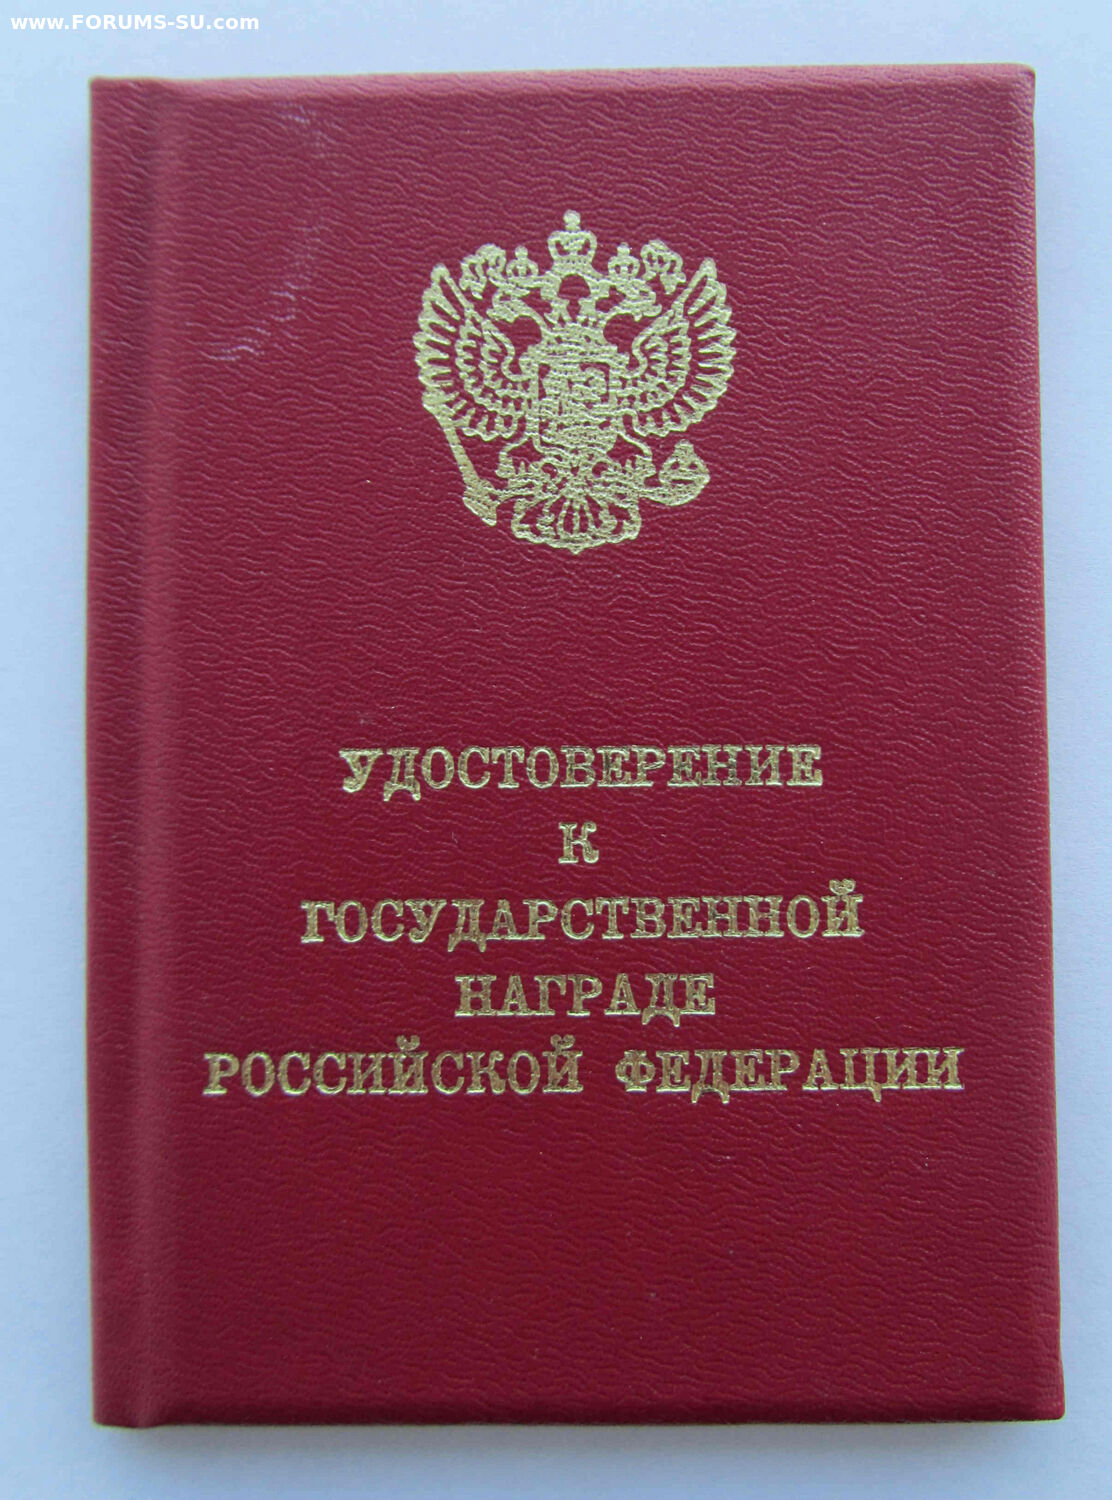 www.FORUMS-SU.com
УДОСТОВЕРЕНИЕ
К
ГОСУДАРСТВЕННОЙ
НАГРАДЕ
РОССИЙСКОЙ ФЕДЕРАЦИИ